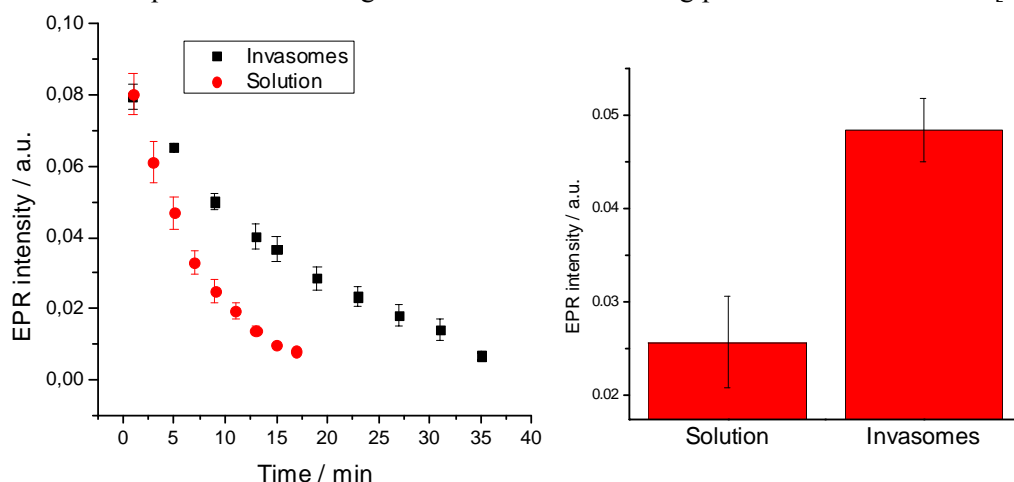 0,10
0,08
0,06
0,04
0,02
0,00
EPR intensity / a.u.
Invasomes
Solution
0 5 10 15 20 25 30 35 40
Time / min
0.05
0.04
0.03
0.02
EPR intensity / a.u.
Solution Invasomes